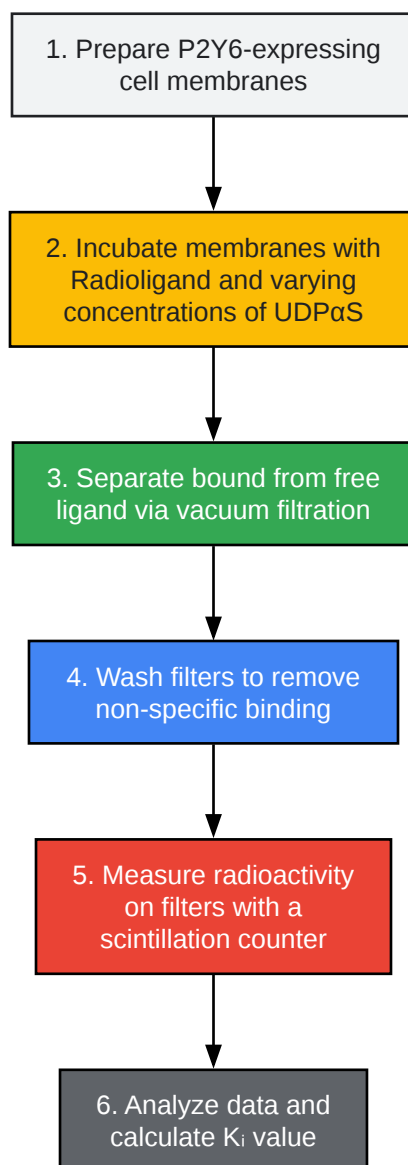 1. Prepare P2Y6-expressing
cell membranes
2. Incubate membranes with
Radioligand and varying
concentrations of UDPαS
3. Separate bound from free
ligand via vacuum filtration
4. Wash filters to remove
non-specific binding
5. Measure radioactivity
on filters with a
scintillation counter
6. Analyze data and
calculate Kᵢ value